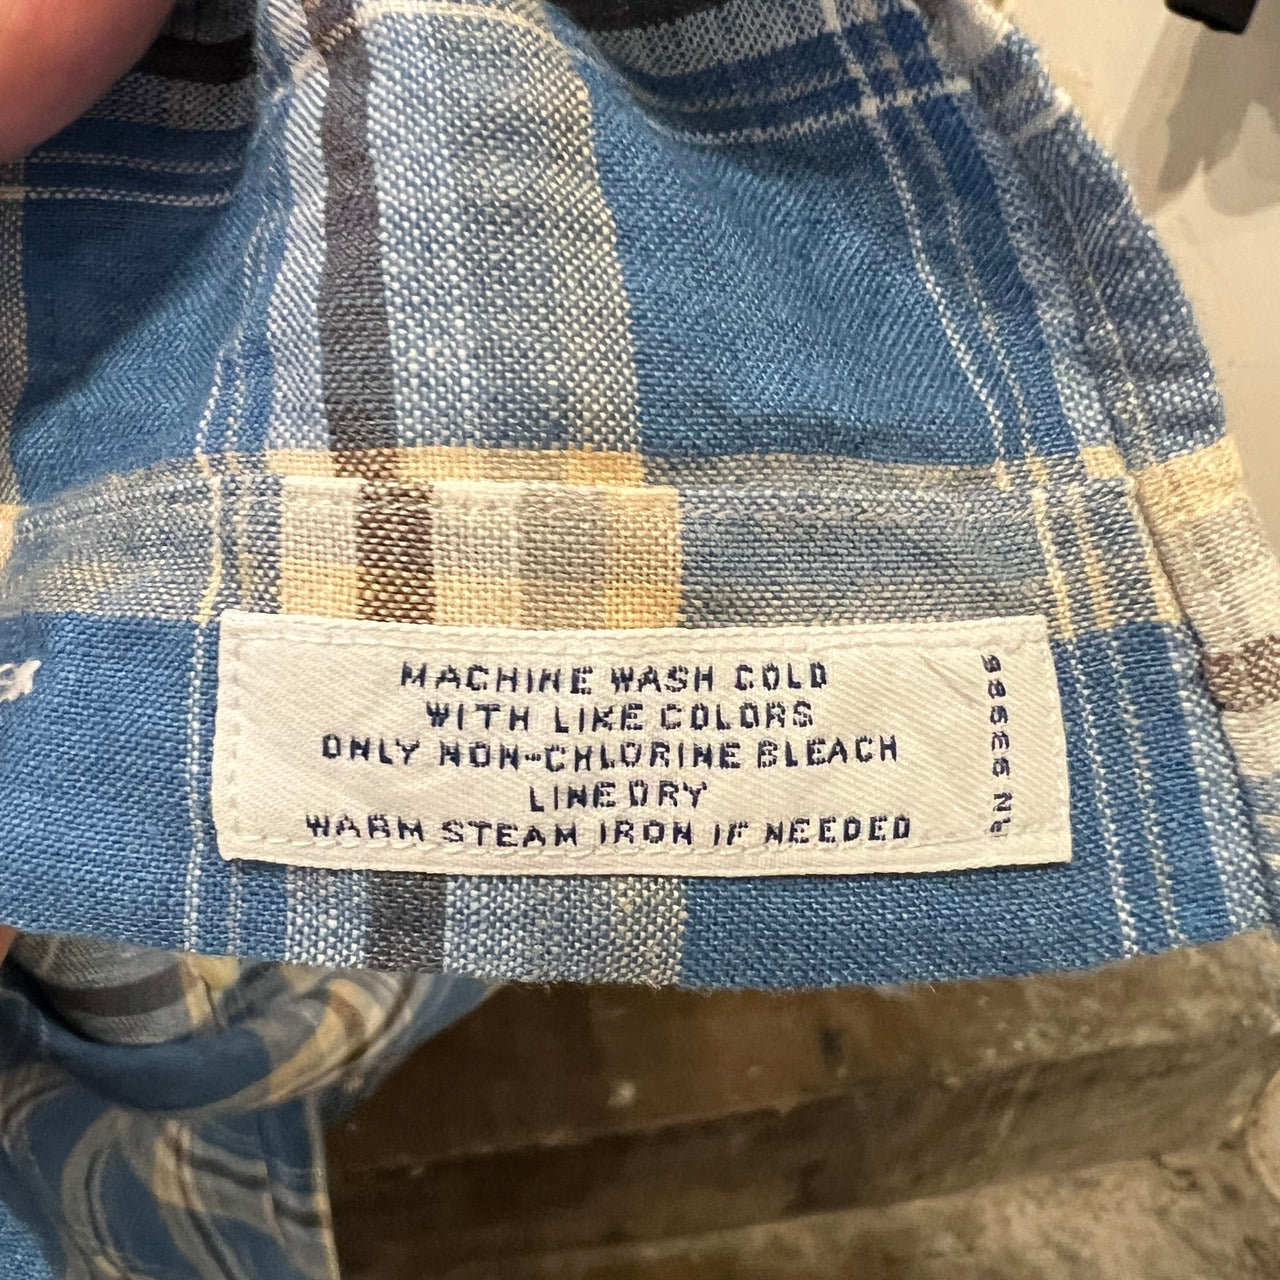 MACHINE WASH COLD
WITH LIKE COLORS
ONLY NON-CHLORINE BLEACH
LINE DRY
WARM STEAM IRON IF NEEDED